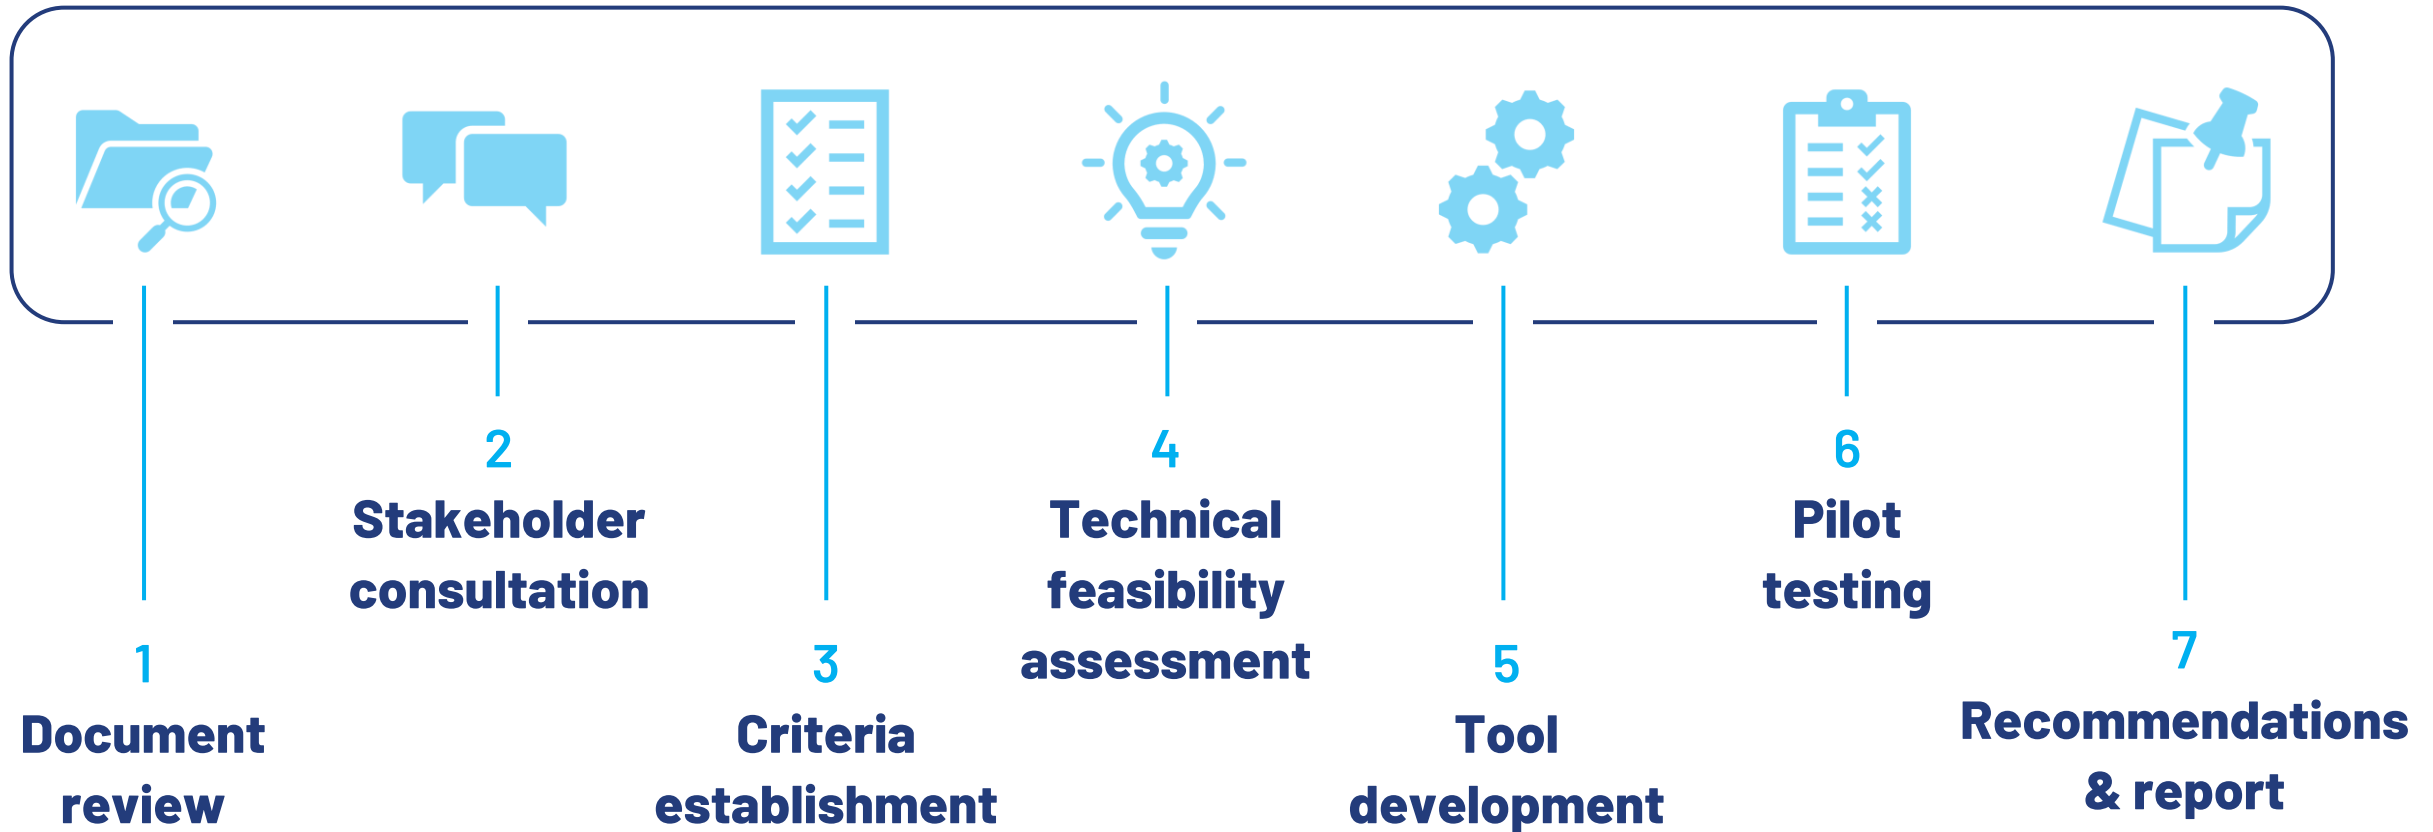 1
Document
review
2
Stakeholder
consultation
3
Criteria
establishment
4
Technical
feasibility
assessment
5
Tool
development
6
Pilot
testing
7
Recommendations
& report